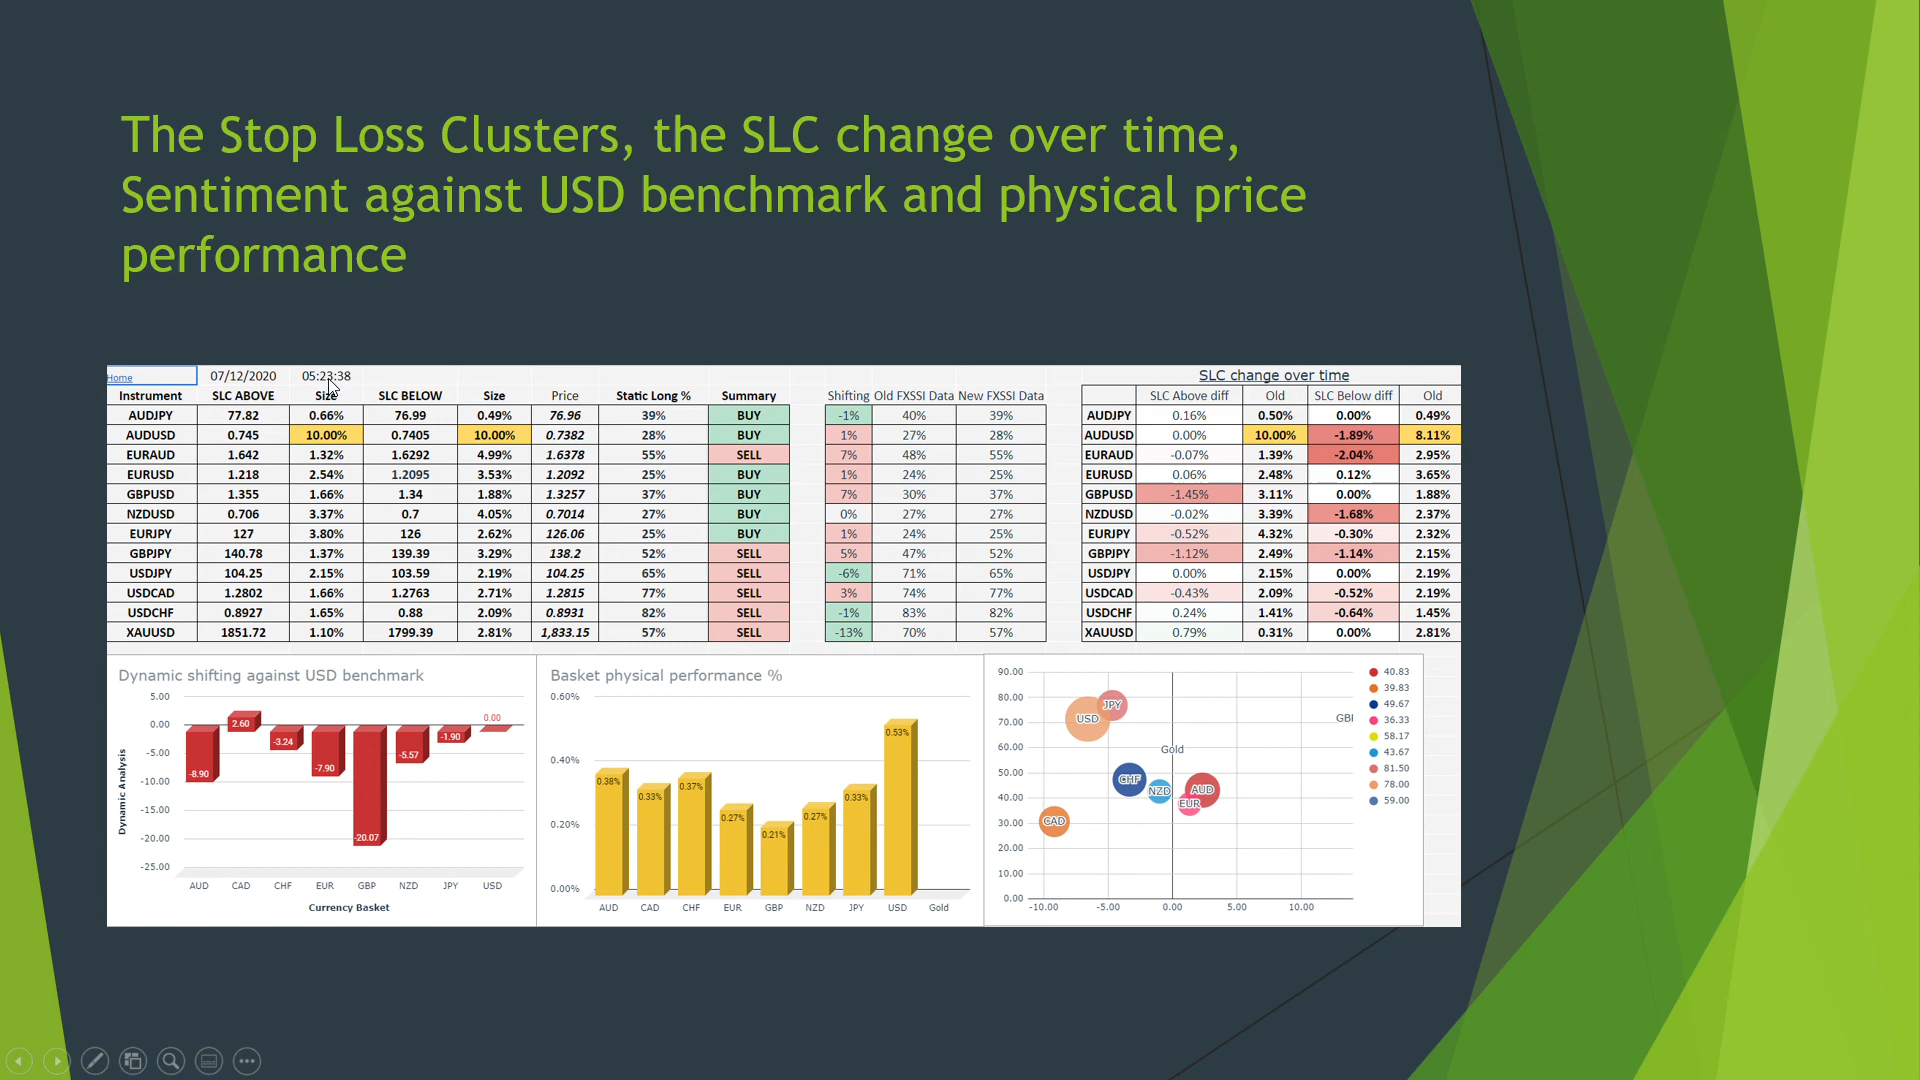 The Stop Loss Clusters, the SLC change over time,
Sentiment against USD benchmark and physical price
performance
Home 07/12/2020 05:23:38 SLC change over time
Instrument SLC ABOVE Size SLC BELOW Size Price Static Long % Summary Shifting Old FXSSI Data New FXSSI Data SLC Above diff Old SLC Below diff Old
AUDJPY 77.82 0.66% 76.99 0.49% 76.96 39% BUY -1% 40% 39% AUDJPY 0.16% 0.50% 0.00% 0.49%
AUDUSD 0.745 10.00% 0.7405 10.00% 0.7382 28% BUY 1% 27% 28% AUDUSD 0.00% 10.00% -1.89% 8.11%
EURAUD 1.642 1.32% 1.6292 4.99% 1.6378 55% SELL 7% 48% 55% EURAUD -0.07% 1.39% -2.04% 2.95%
EURUSD 1.218 2.54% 1.2095 3.53% 1.2092 25% BUY 1% 24% 25% EURUSD 0.06% 2.48% 0.12% 3.65%
GBPUSD 1.355 1.66% 1.34 1.88% 1.3257 37% BUY 7% 30% 37% GBPUSD -1.45% 3.11% 0.00% 1.88%
NZDUSD 0.706 3.37% 0.7 4.05% 0.7014 27% BUY 0% 27% 27% NZDUSD -0.02% 3.39% -1.68% 2.37%
EURJPY 127 3.80% 126 2.62% 126.06 25% BUY 1% 24% 25% EURJPY -0.52% 4.32% -0.30% 2.32%
GBPJPY 140.78 1.37% 139.39 3.29% 138.2 52% SELL 5% 47% 52% GBPJPY -1.12% 2.49% -1.14% 2.15%
USDJPY 104.25 2.15% 103.59 2.19% 104.25 65% SELL -6% 71% 65% USDJPY 0.00% 2.15% 0.00% 2.19%
USDCAD 1.2802 1.66% 1.2763 2.71% 1.2815 77% SELL 3% 74% 77% USDCAD -0.43% 2.09% -0.52% 2.19%
USDCHF 0.8927 1.65% 0.88 2.09% 0.8931 82% SELL -1% 83% 82% USDCHF 0.24% 1.41% -0.64% 1.45%
XAUUSD 1851.72 1.10% 1799.39 2.81% 1,833.15 57% SELL -13% 70% 57% XAUUSD 0.79% 0.31% 0.00% 2.81%
Dynamic shifting against USD benchmark
5.00
0.00
-5.00
-10.00
-15.00
-20.00
-25.00
Dynamic Analysis
-8.90 2.60 -3.24 -7.90 -20.07 -5.57 -1.90 0.00
AUD CAD CHF EUR GBP NZD JPY USD
Currency Basket
Basket physical performance %
0.60%
0.40%
0.20%
0.00%
0.38% 0.33% 0.37% 0.27% 0.21% 0.27% 0.33% 0.53%
AUD CAD CHF EUR GBP NZD JPY USD Gold
90.00
80.00
70.00
60.00
50.00
40.00
30.00
20.00
10.00
0.00
-10.00 -5.00 0.00 5.00 10.00
JPY
USD
GBI
Gold
CHF
NZD
AUD
EUR
CAD
40.83
39.83
49.67
36.33
58.17
43.67
81.50
78.00
59.00